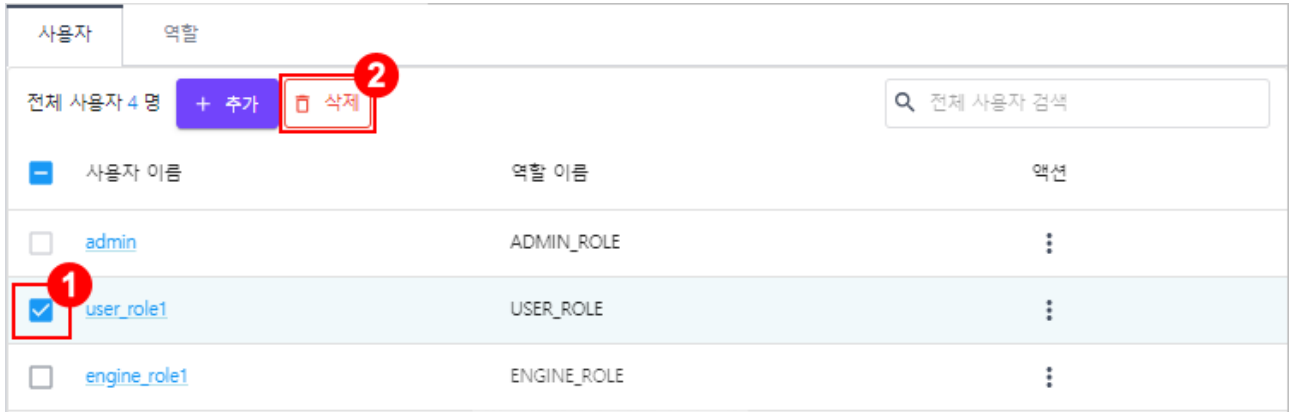 사용자 역할
2
전체 사용자 4 명 + 추가 삭제 전체 사용자 검색
사용자 이름 역할 이름 액션
admin ADMIN_ROLE
1
user_role1 USER_ROLE
engine_role1 ENGINE_ROLE